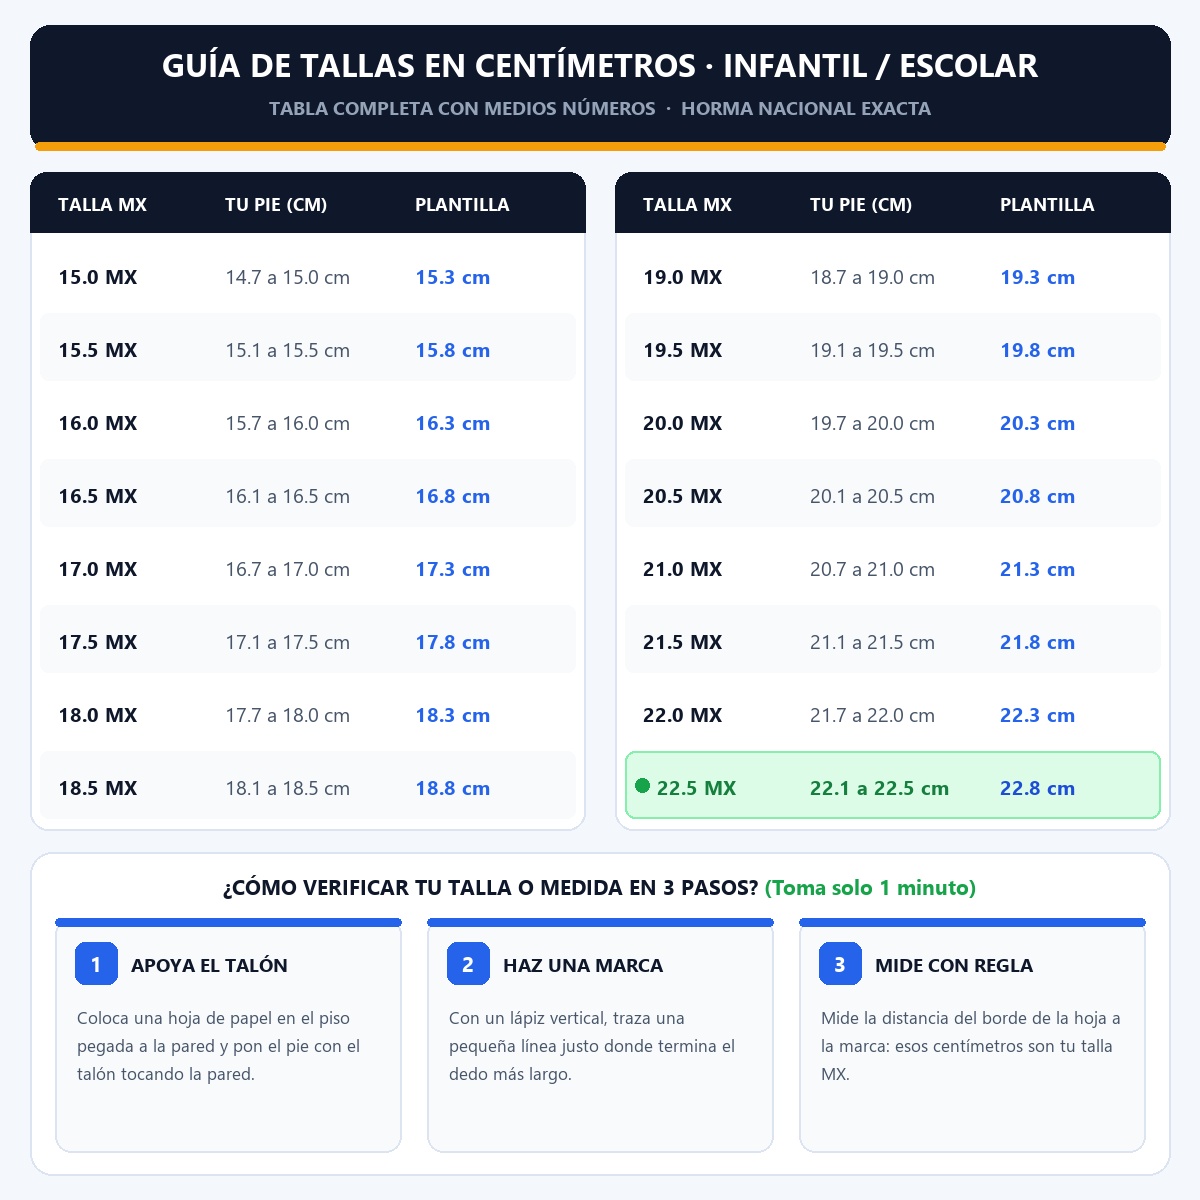 GUÍA DE TALLAS EN CENTÍMETROS · INFANTIL / ESCOLAR
TABLA COMPLETA CON MEDIOS NÚMEROS · HORMA NACIONAL EXACTA
TALLA MX TU PIE (CM) PLANTILLA
15.0 MX 14.7 a 15.0 cm 15.3 cm
15.5 MX 15.1 a 15.5 cm 15.8 cm
16.0 MX 15.7 a 16.0 cm 16.3 cm
16.5 MX 16.1 a 16.5 cm 16.8 cm
17.0 MX 16.7 a 17.0 cm 17.3 cm
17.5 MX 17.1 a 17.5 cm 17.8 cm
18.0 MX 17.7 a 18.0 cm 18.3 cm
18.5 MX 18.1 a 18.5 cm 18.8 cm
TALLA MX TU PIE (CM) PLANTILLA
19.0 MX 18.7 a 19.0 cm 19.3 cm
19.5 MX 19.1 a 19.5 cm 19.8 cm
20.0 MX 19.7 a 20.0 cm 20.3 cm
20.5 MX 20.1 a 20.5 cm 20.8 cm
21.0 MX 20.7 a 21.0 cm 21.3 cm
21.5 MX 21.1 a 21.5 cm 21.8 cm
22.0 MX 21.7 a 22.0 cm 22.3 cm
22.5 MX 22.1 a 22.5 cm 22.8 cm
¿CÓMO VERIFICAR TU TALLA O MEDIDA EN 3 PASOS? (Toma solo 1 minuto)
1 APOYA EL TALÓN
Coloca una hoja de papel en el piso
pegada a la pared y pon el pie con el
talón tocando la pared.
2 HAZ UNA MARCA
Con un lápiz vertical, traza una
pequeña línea justo donde termina el
dedo más largo.
3 MIDE CON REGLA
Mide la distancia del borde de la hoja a
la marca: esos centímetros son tu talla
MX.